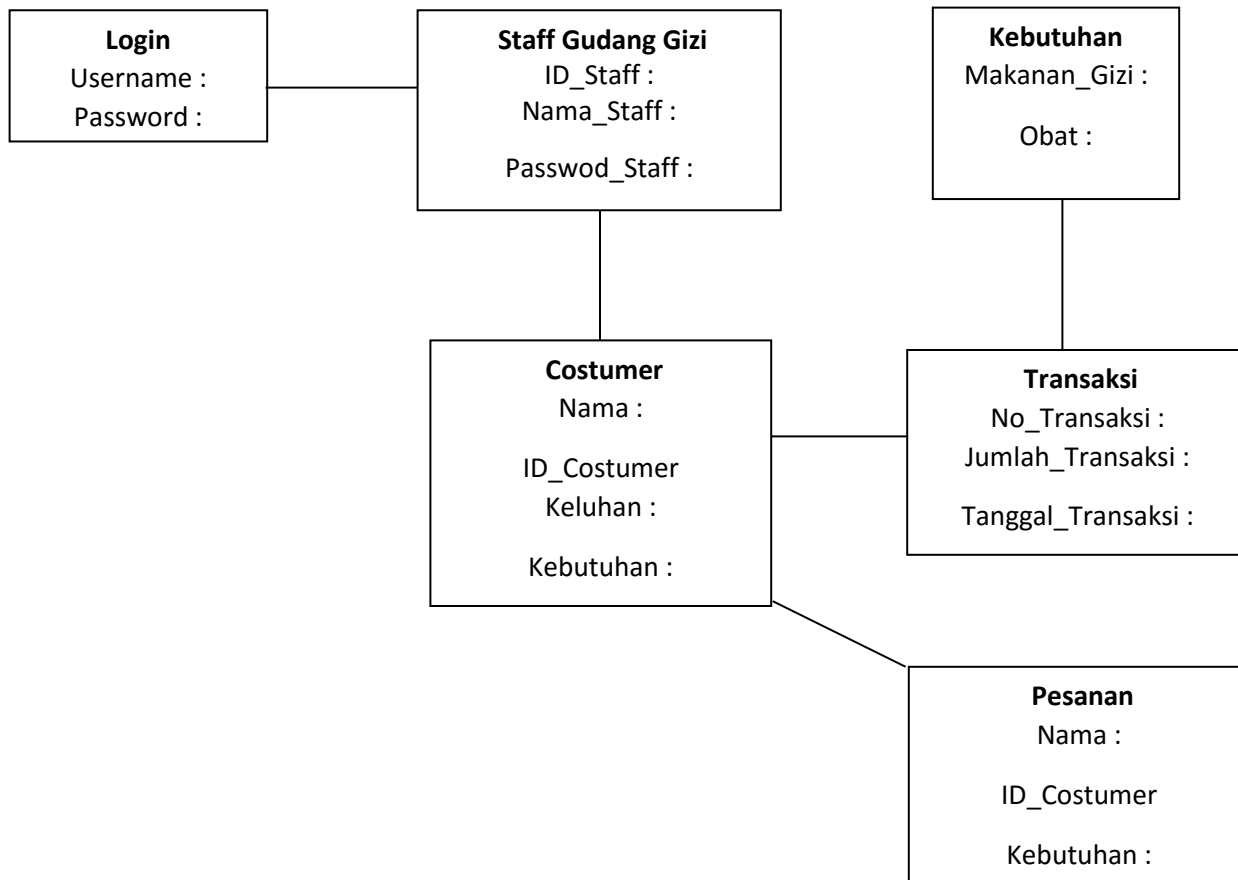 Login
Username :
Password :
Staff Gudang Gizi
ID_Staff :
Nama_Staff :
Passwod_Staff :
Kebutuhan
Makanan_Gizi :
Obat :
Costumer
Nama :
ID_Costumer
Keluhan :
Kebutuhan :
Transaksi
No_Transaksi :
Jumlah_Transaksi :
Tanggal_Transaksi :
Pesanan
Nama :
ID_Costumer
Kebutuhan :